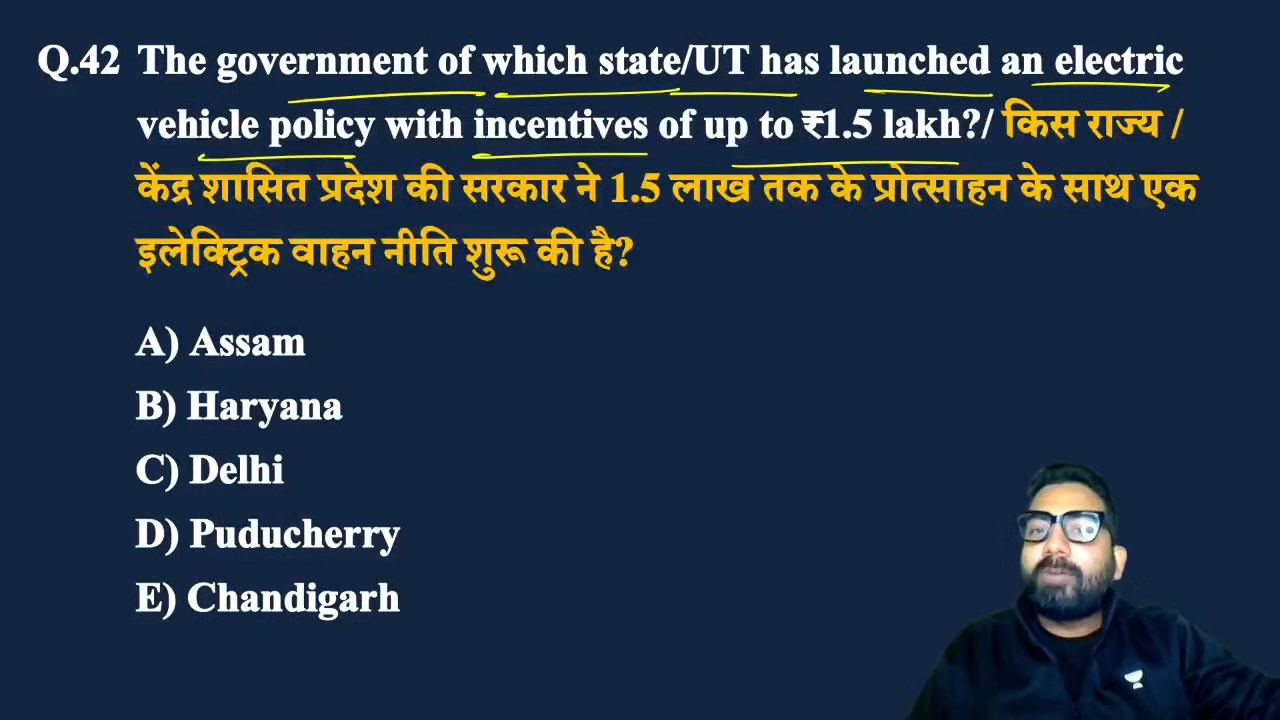 Q.42 The government of which state/UT has launched an electric
vehicle policy with incentives of up to ₹1.5 lakh?/ किस राज्य /
केंद्र शासित प्रदेश की सरकार ने 1.5 लाख तक के प्रोत्साहन के साथ एक
इलेक्ट्रिक वाहन नीति शुरू की है?
A) Assam
B) Haryana
C) Delhi
D) Puducherry
E) Chandigarh